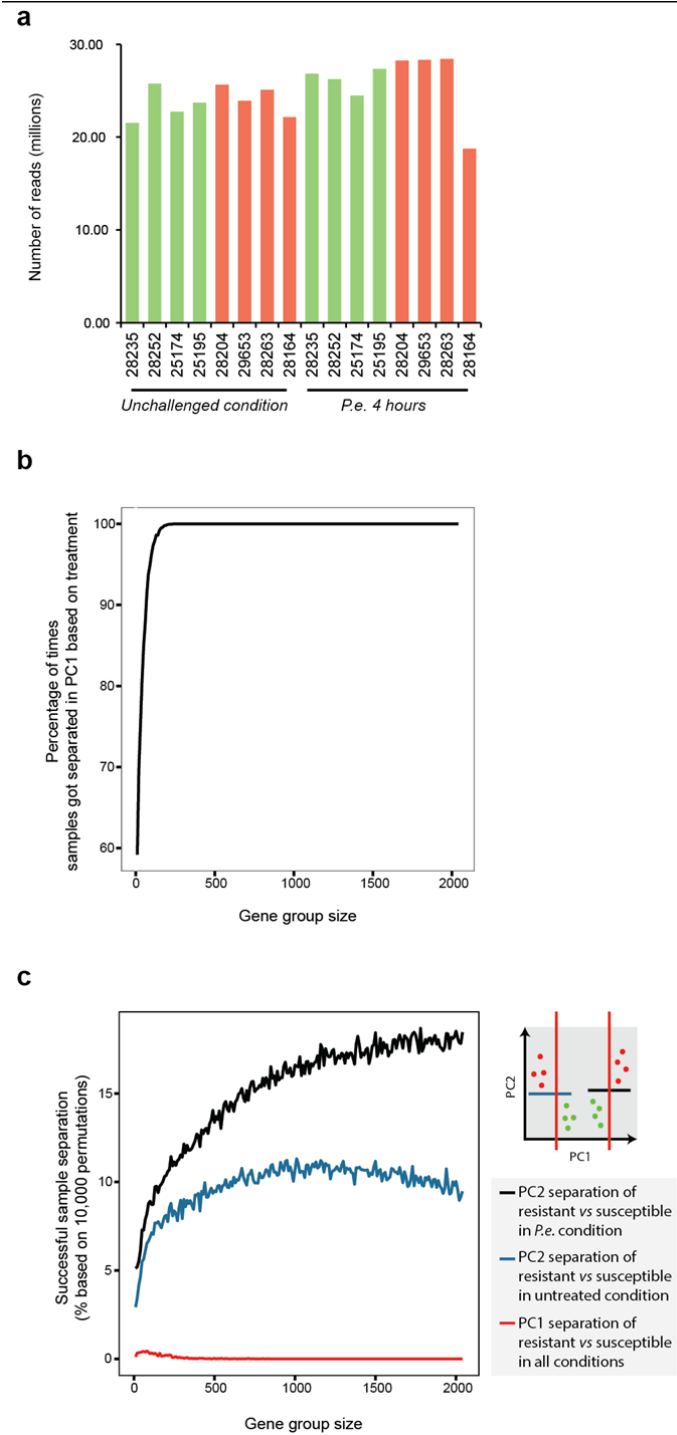 a
30.00
20.00
10.00
0.00
Number of reads (millions)
28235
28252
25174
25195
28204
29653
28263
28164
28235
28252
25174
25195
28204
29653
28263
28164
Unchallenged condition
P.e. 4 hours
b
100
90
80
70
60
Percentage of times
samples got separated in PC1 based on treatment
0
500
1000
1500
2000
Gene group size
c
15
10
5
0
Successful sample separation
(% based on 10,000 permutations)
0
500
1000
1500
2000
Gene group size
PC2
PC1
PC2 separation of
resistant vs susceptible
in P.e. condition
PC2 separation of
resistant vs susceptible
in untreated condition
PC1 separation of
resistant vs susceptible
in all conditions